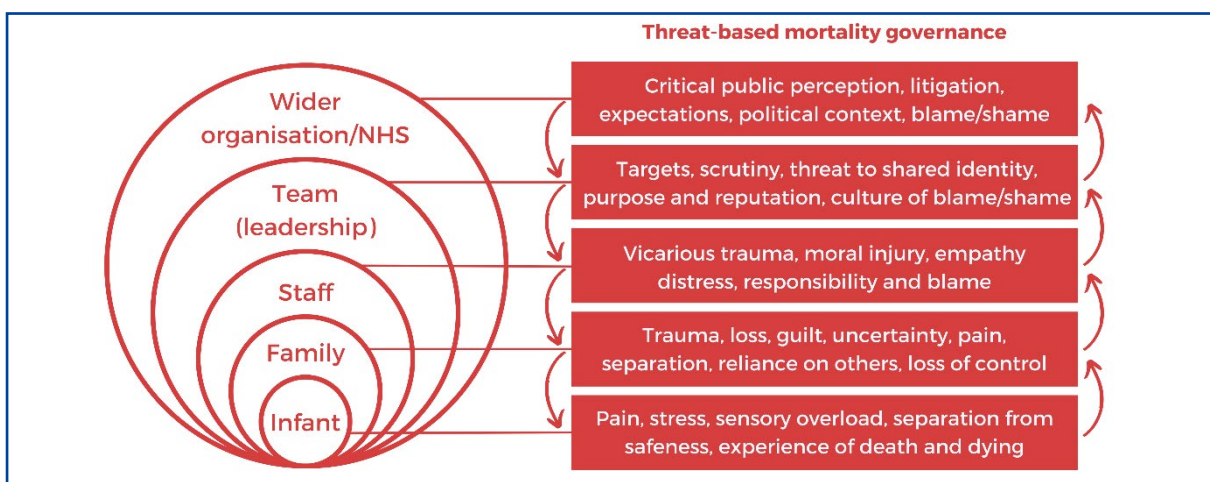 Threat-based mortality governance
Wider
organisation/NHS
Team
(leadership)
Staff
Family
Infant
Critical public perception, litigation,
expectations, political context, blame/shame
Targets, scrutiny, threat to shared identity,
purpose and reputation, culture of blame/shame
Vicarious trauma, moral injury, empathy
distress, responsibility and blame
Trauma, loss, guilt, uncertainty, pain,
separation, reliance on others, loss of control
Pain, stress, sensory overload, separation from
safeness, experience of death and dying